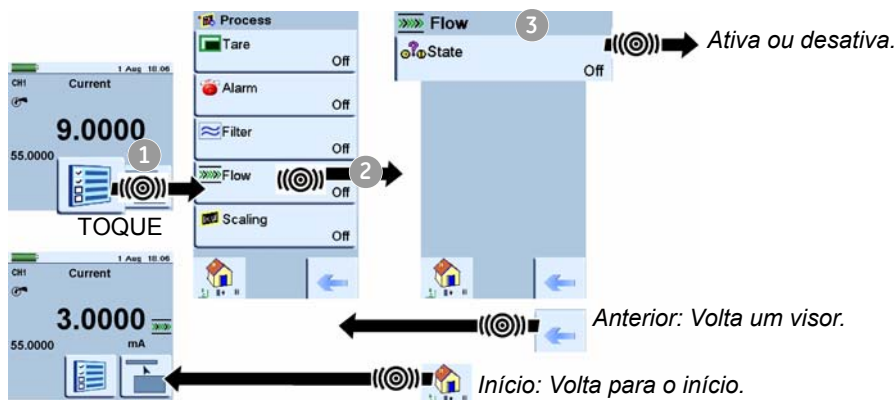 1 Aug 18.06
CH1 Current
9.0000
55.0000
1
TOQUE
Process
Tare
Off
Alarm
Off
Filter
Off
Flow
2
Off
Scaling
Off
Flow
3
State
Off
Ativa ou desativa.
1 Aug 18.06
CH1 Current
3.0000
55.0000 mA
Anterior: Volta um visor.
Início: Volta para o início.